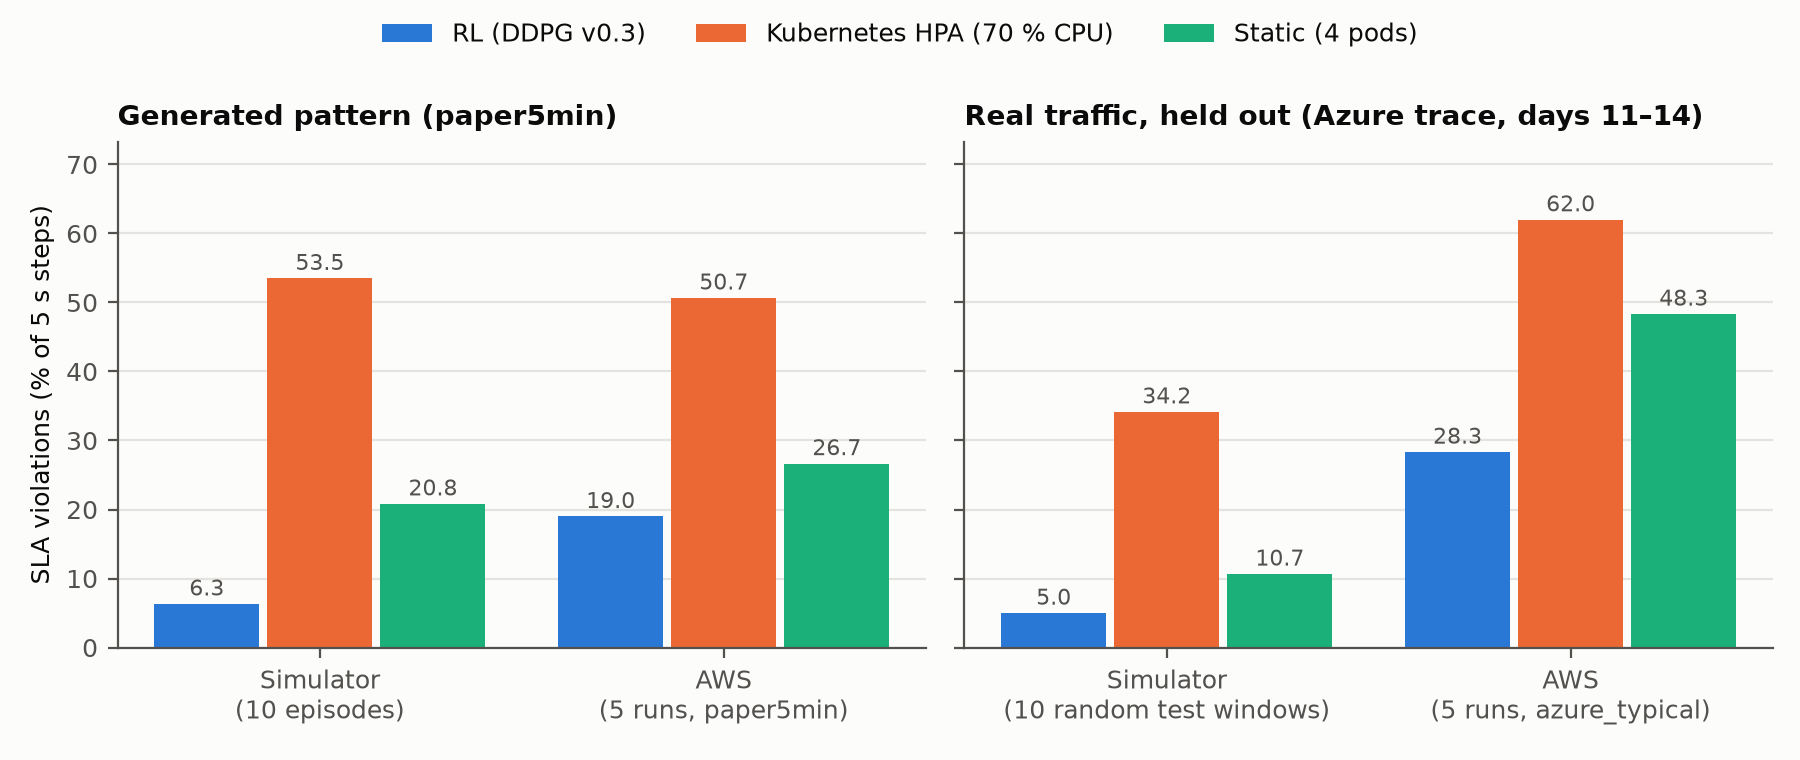 RL (DDPG v0.3) Kubernetes HPA (70 % CPU) Static (4 pods)
Generated pattern (paper5min)
SLA violations (% of 5 s steps)
70
60
50
40
30
20
10
0
6.3
53.5
20.8
19.0
50.7
26.7
Simulator
(10 episodes)
AWS
(5 runs, paper5min)
Real traffic, held out (Azure trace, days 11–14)
5.0
34.2
10.7
28.3
62.0
48.3
Simulator
(10 random test windows)
AWS
(5 runs, azure_typical)